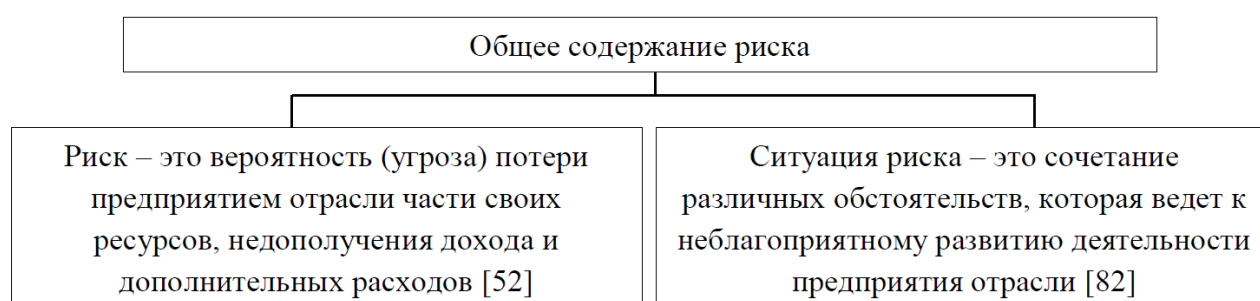 Общее содержание риска
Риск – это вероятность (угроза) потери
предприятием отрасли части своих
ресурсов, недополучения дохода и
дополнительных расходов [52]
Ситуация риска – это сочетание
различных обстоятельств, которая ведет к
неблагоприятному развитию деятельности
предприятия отрасли [82]